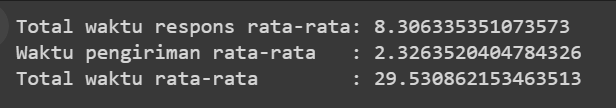 Total waktu respons rata-rata: 8.306335351073573
Waktu pengiriman rata-rata   : 2.3263520404784326
Total waktu rata-rata        : 29.530862153463513